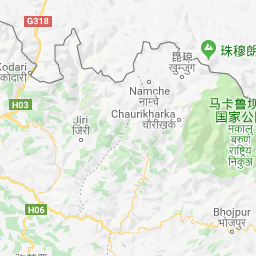 G318
Kodari
कोदारी
昆琼
खुम्जुङ
珠穆朗
Namche
नाम्चे
H03
Chaurikharka
चौरीखर्क
马卡鲁坝
国家公
मकालु
बरुण
राष्ट्रिय
निकुञ्ज
Jiri
जिरी
H06
Bhojpur
भोजपुर